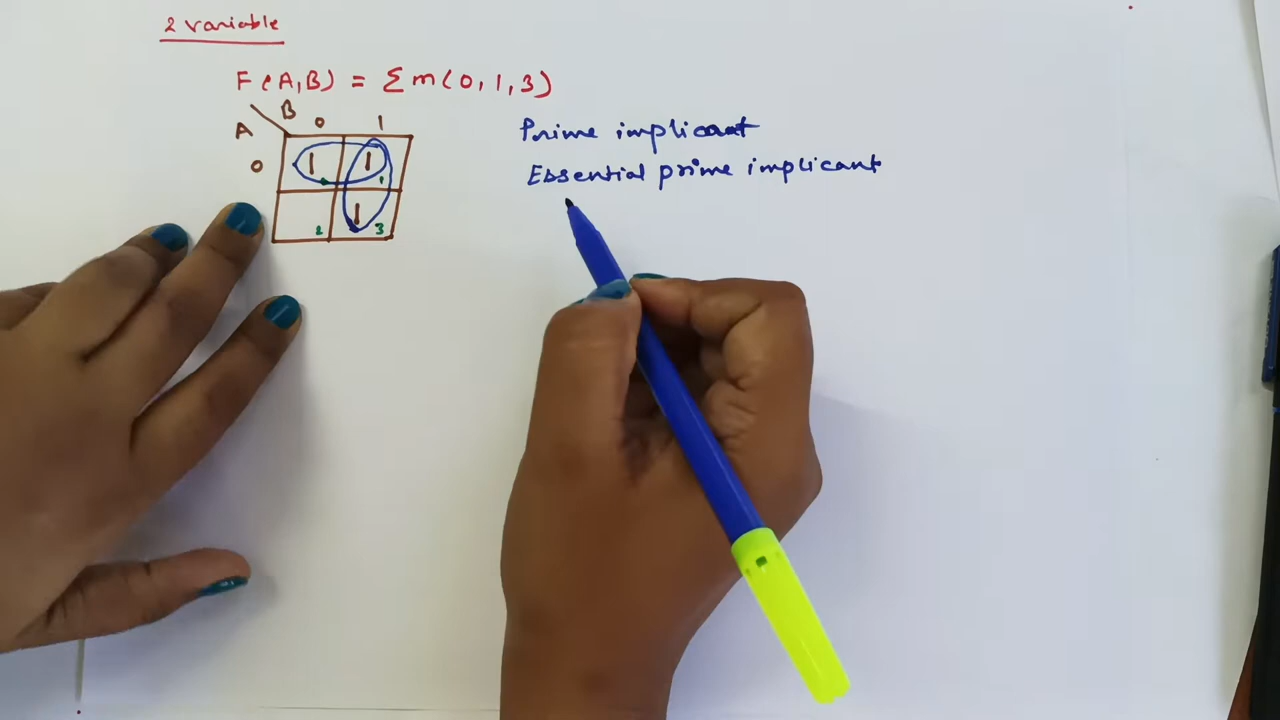 2 variable
F(A,B) = Σm(0,1,3)
B
A 0 1
0 1 1 0 1
1 2 3
Prime implicant
Essential prime implicant